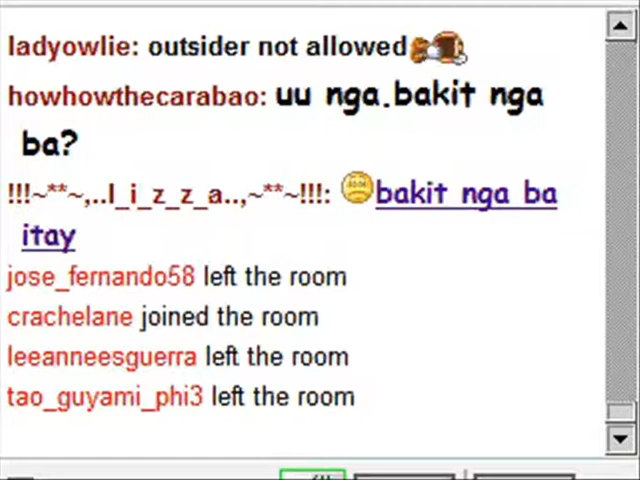 ladyowlie: outsider not allowed
howhowthecarabao: uu nga.bakit nga
ba?
!!!~**~,..l_i_z_z_a..,~**~!!!: bakit nga ba
itay
jose_fernando58 left the room
crachelane joined the room
leeanneesguerra left the room
tao_guyami_phi3 left the room